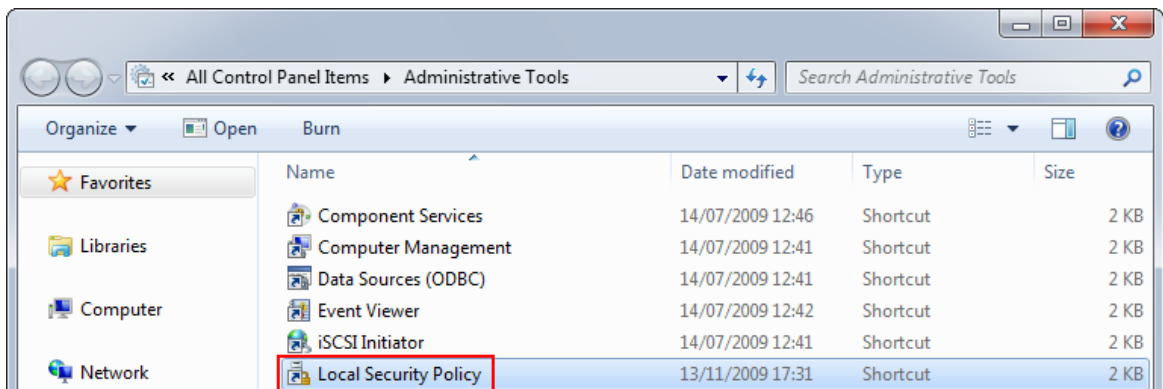 « All Control Panel Items ▸ Administrative Tools Search Administrative Tools
Organize Open Burn
Favorites
Libraries
Computer
Network
Name Date modified Type Size
Component Services 14/07/2009 12:46 Shortcut 2 KB
Computer Management 14/07/2009 12:41 Shortcut 2 KB
Data Sources (ODBC) 14/07/2009 12:41 Shortcut 2 KB
Event Viewer 14/07/2009 12:42 Shortcut 2 KB
iSCSI Initiator 14/07/2009 12:41 Shortcut 2 KB
Local Security Policy 13/11/2009 17:31 Shortcut 2 KB